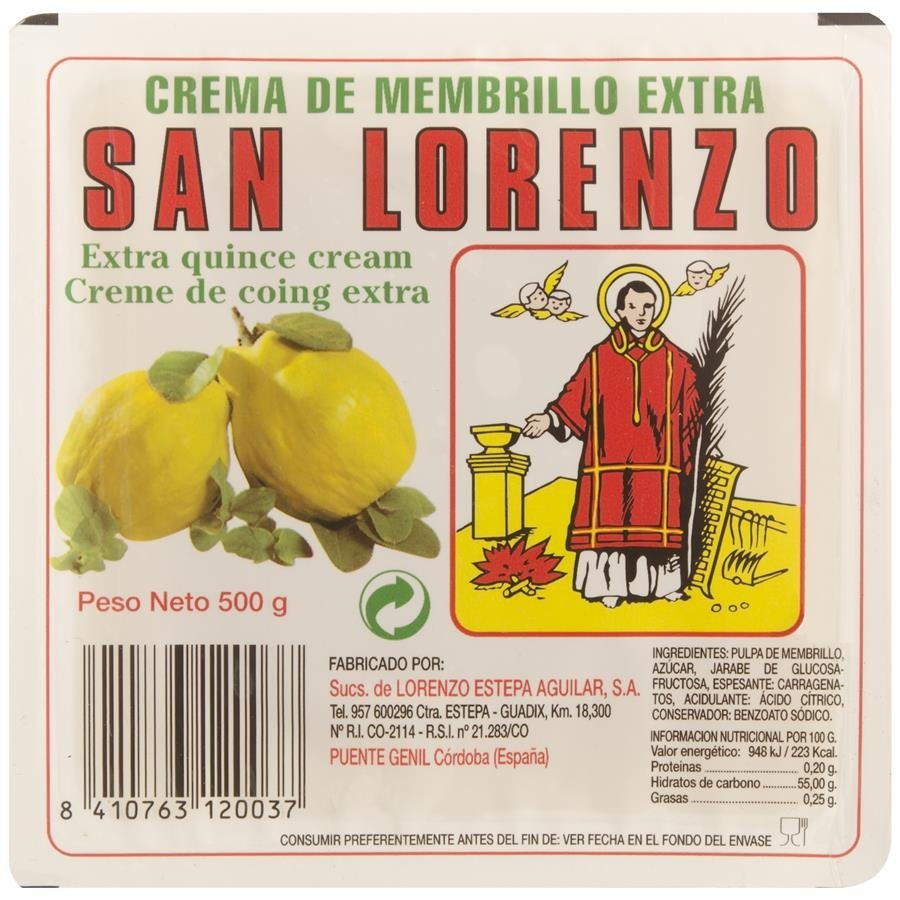 CREMA DE MEMBRILLO EXTRA
SAN LORENZO
Extra quince cream
Creme de coing extra
Peso Neto 500 g
8 410763 120037
FABRICADO POR:
Sucs. de LORENZO ESTEPA AGUILAR, S.A.
Tel. 957 600296 Ctra. ESTEPA - GUADIX, Km. 18,300
Nº R.I. CO-2114 - R.S.I. nº 21.283/CO
PUENTE GENIL Córdoba (España)
INGREDIENTES: PULPA DE MEMBRILLO,
AZÚCAR, JARABE DE GLUCOSA-
FRUCTOSA, ESPESANTE: CARRAGENA-
TOS, ACIDULANTE: ÁCIDO CÍTRICO,
CONSERVADOR: BENZOATO SÓDICO.
INFORMACION NUTRICIONAL POR 100 G.
Valor energético: 948 kJ / 223 Kcal.
Proteinas ........................ 0,20 g.
Hidratos de carbono ........... 55,00 g.
Grasas ........................... 0,25 g.
CONSUMIR PREFERENTEMENTE ANTES DEL FIN DE: VER FECHA EN EL FONDO DEL ENVASE